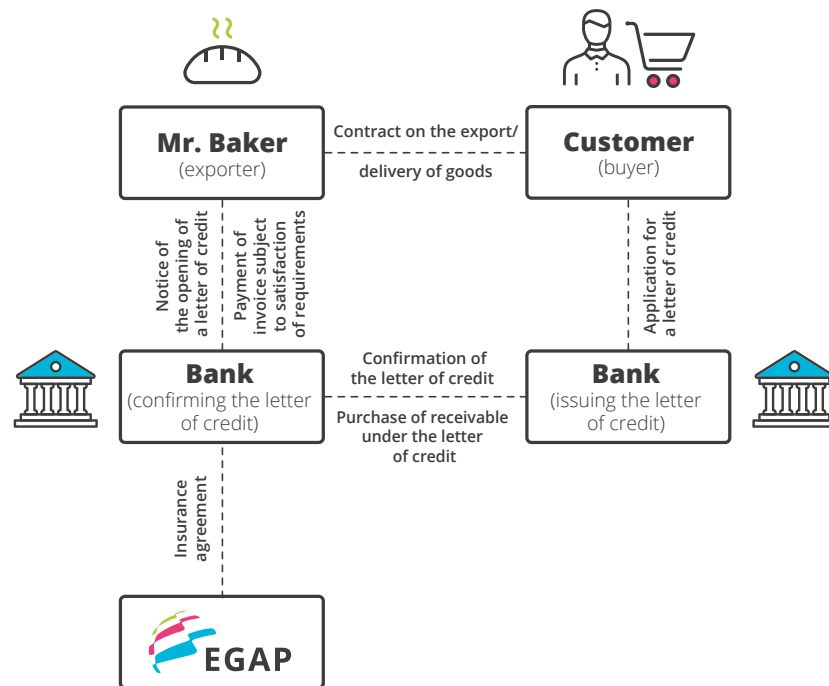 Mr. Baker
(exporter)
Contract on the export/
delivery of goods
Customer
(buyer)
Notice of
the opening of
a letter of credit
Payment of
invoice subject
to satisfaction
of requirements
Application for
a letter of credit
Bank
(confirming the letter
of credit)
Confirmation of
the letter of credit
Purchase of receivable
under the letter
of credit
Bank
(issuing the letter
of credit)
Insurance
agreement
EGAP